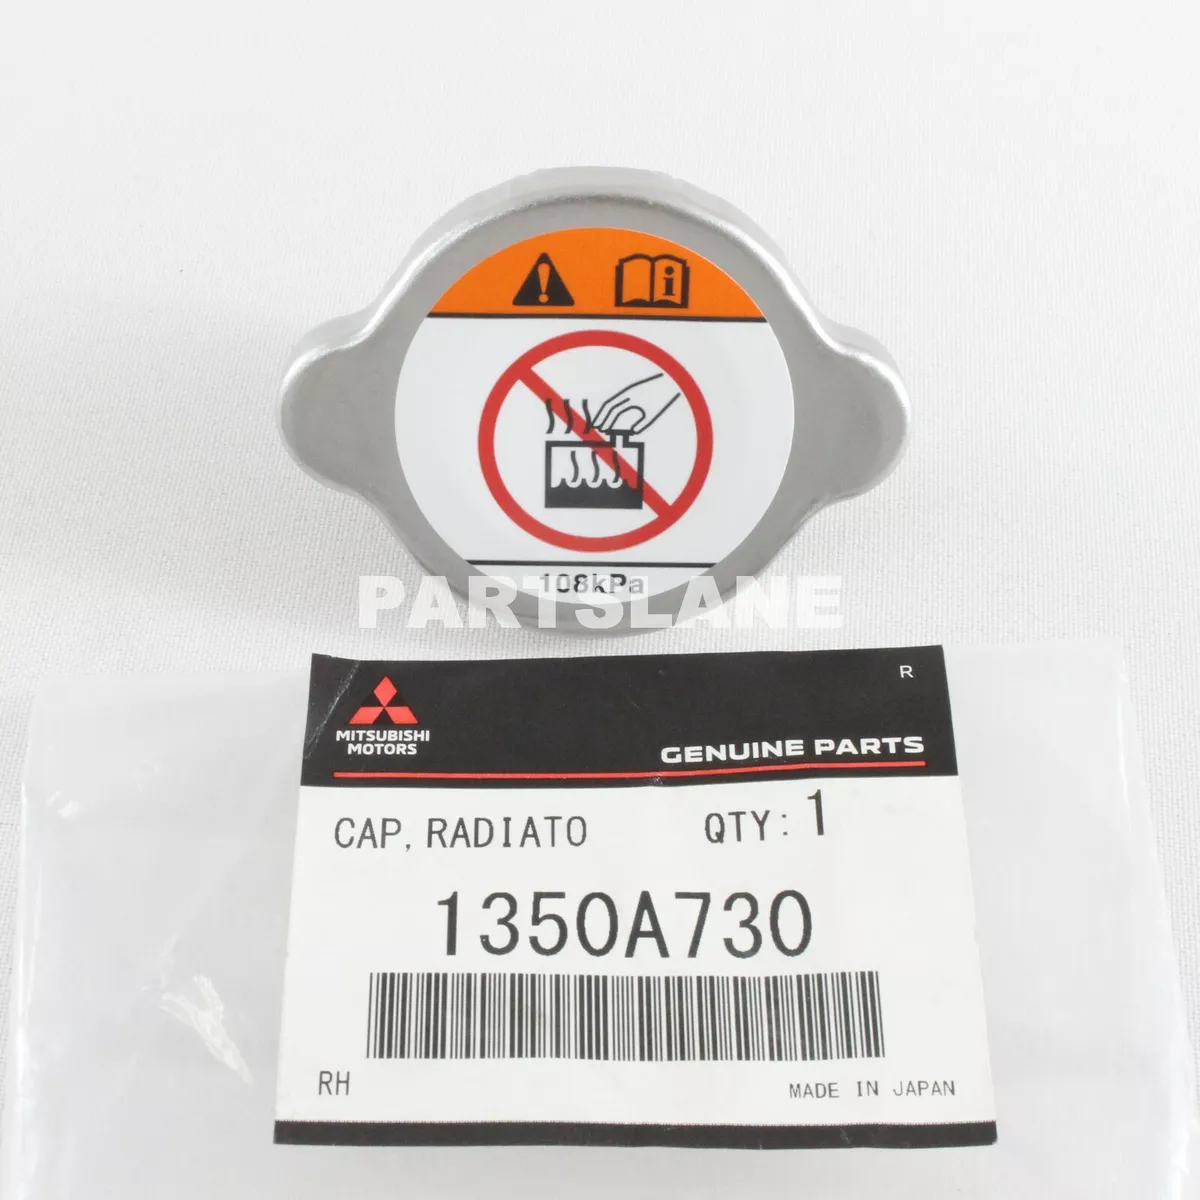 108kPa
PARTSLANE
R
MITSUBISHI
MOTORS
GENUINE PARTS
CAP, RADIATO QTY: 1
1350A730
RH MADE IN JAPAN